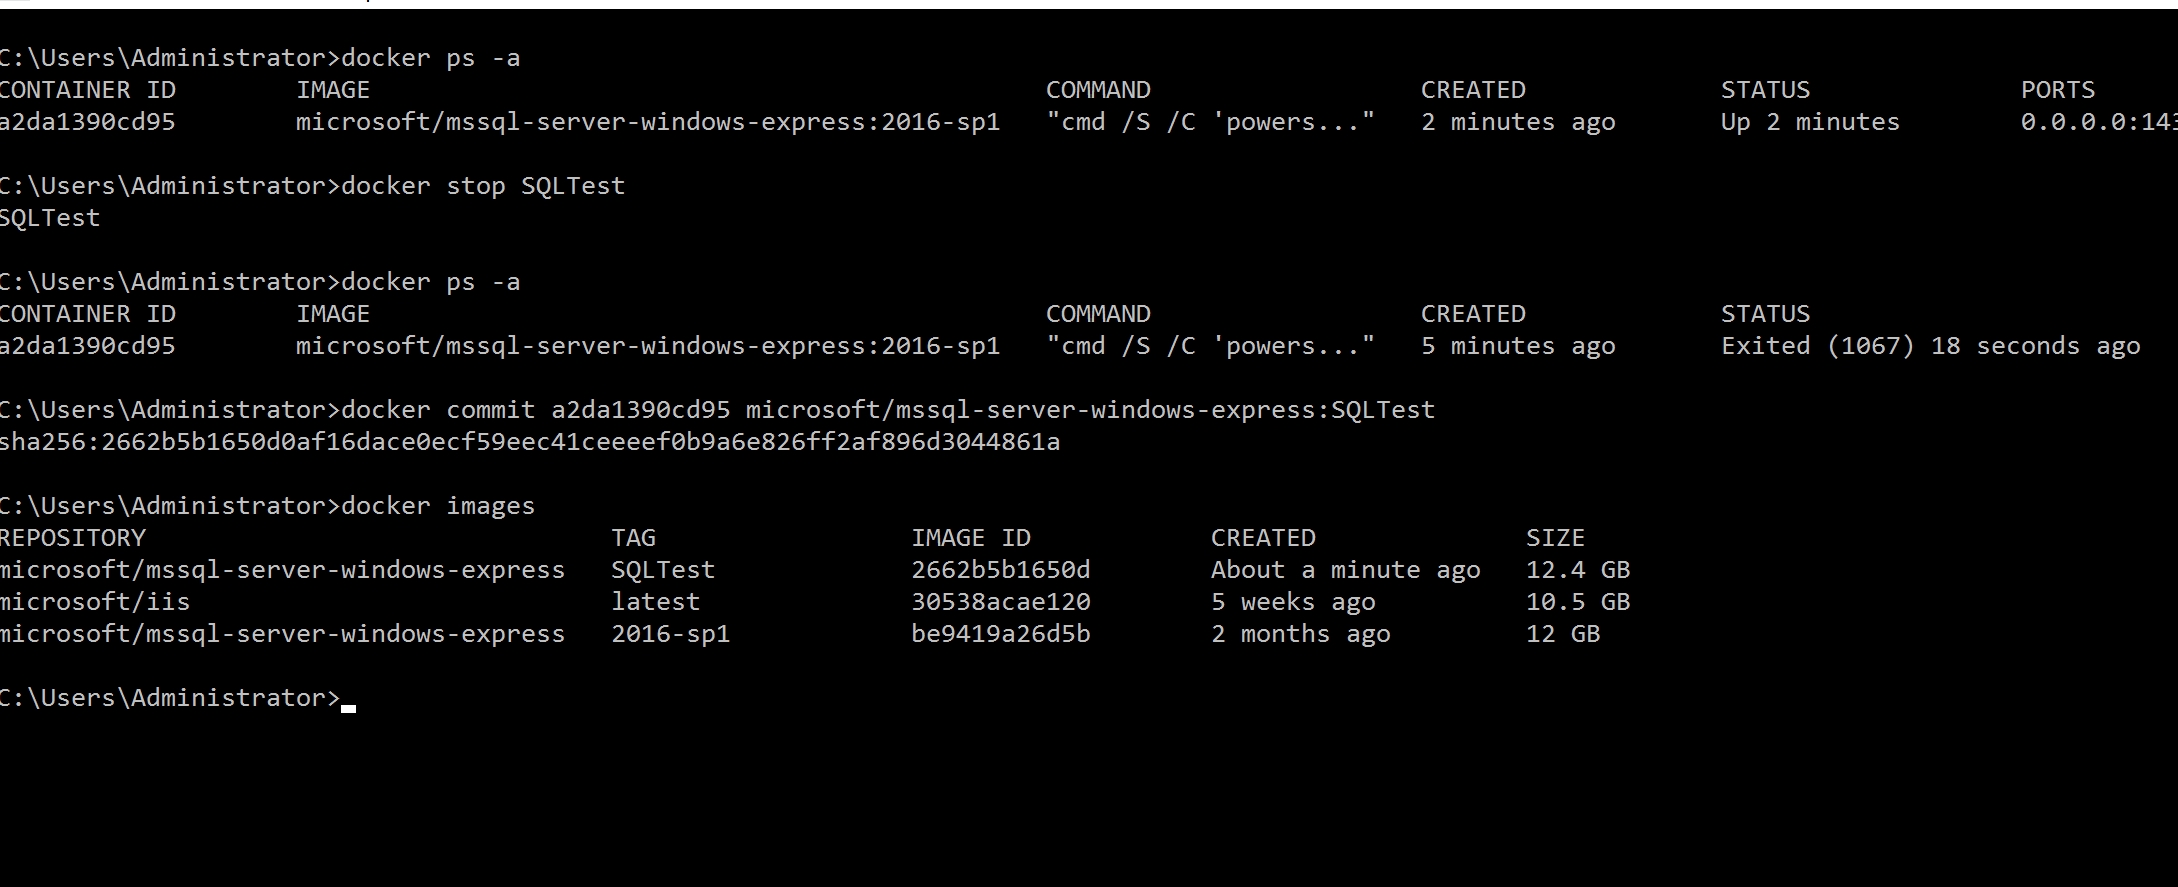 C:\Users\Administrator>docker ps -a
CONTAINER ID        IMAGE                                             COMMAND                  CREATED             STATUS              PORTS
a2da1390cd95        microsoft/mssql-server-windows-express:2016-sp1   "cmd /S /C 'powers..."   2 minutes ago       Up 2 minutes        0.0.0.0:143
C:\Users\Administrator>docker stop SQLTest
SQLTest
C:\Users\Administrator>docker ps -a
CONTAINER ID        IMAGE                                             COMMAND                  CREATED             STATUS
a2da1390cd95        microsoft/mssql-server-windows-express:2016-sp1   "cmd /S /C 'powers..."   5 minutes ago       Exited (1067) 18 seconds ago
C:\Users\Administrator>docker commit a2da1390cd95 microsoft/mssql-server-windows-express:SQLTest
sha256:2662b5b1650d0af16dace0ecf59eec41ceeeef0b9a6e826ff2af896d3044861a
C:\Users\Administrator>docker images
REPOSITORY                               TAG                 IMAGE ID            CREATED              SIZE
microsoft/mssql-server-windows-express   SQLTest             2662b5b1650d        About a minute ago   12.4 GB
microsoft/iis                            latest              30538acae120        5 weeks ago          10.5 GB
microsoft/mssql-server-windows-express   2016-sp1            be9419a26d5b        2 months ago         12 GB
C:\Users\Administrator>